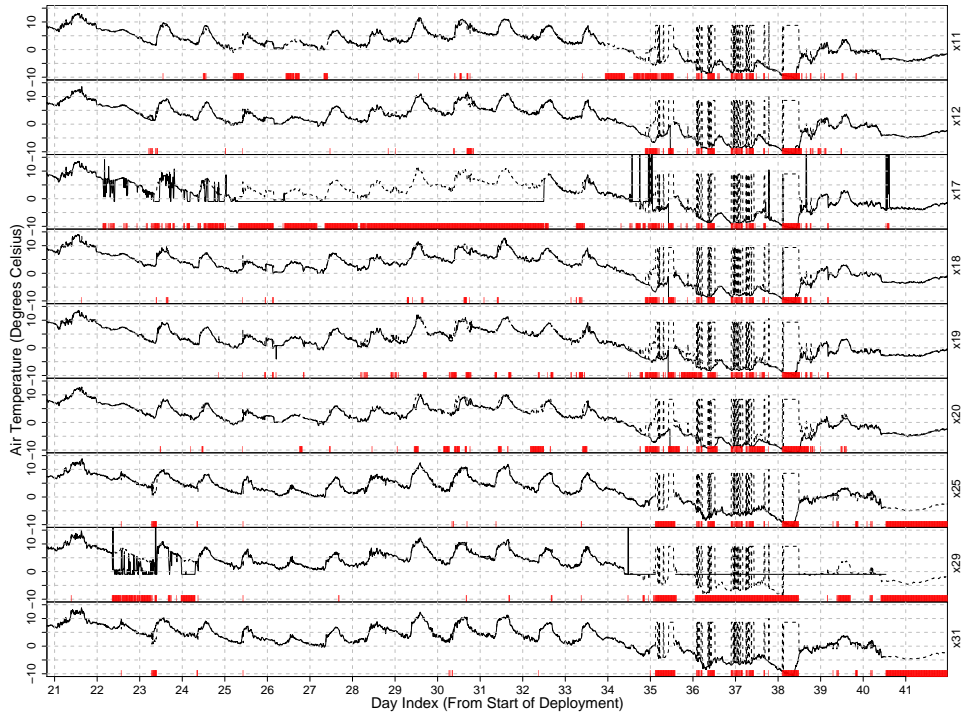 Air Temperature (Degrees Celsius)
−10 0 10 x11
−10 0 10 x12
−10 0 10 x17
−10 0 10 x18
−10 0 10 x19
−10 0 10 x20
−10 0 10 x25
−10 0 10 x29
−10 0 10 x31
21 22 23 24 25 26 27 28 29 30 31 32 33 34 35 36 37 38 39 40 41
Day Index (From Start of Deployment)